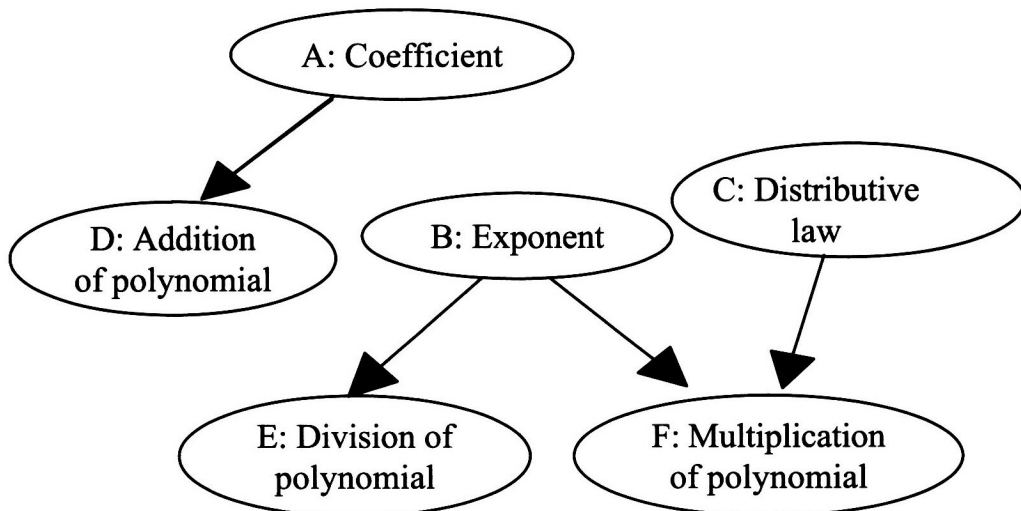 A: Coefficient
C: Distributive
law
D: Addition
of polynomial
B: Exponent
E: Division of
polynomial
F: Multiplication
of polynomial